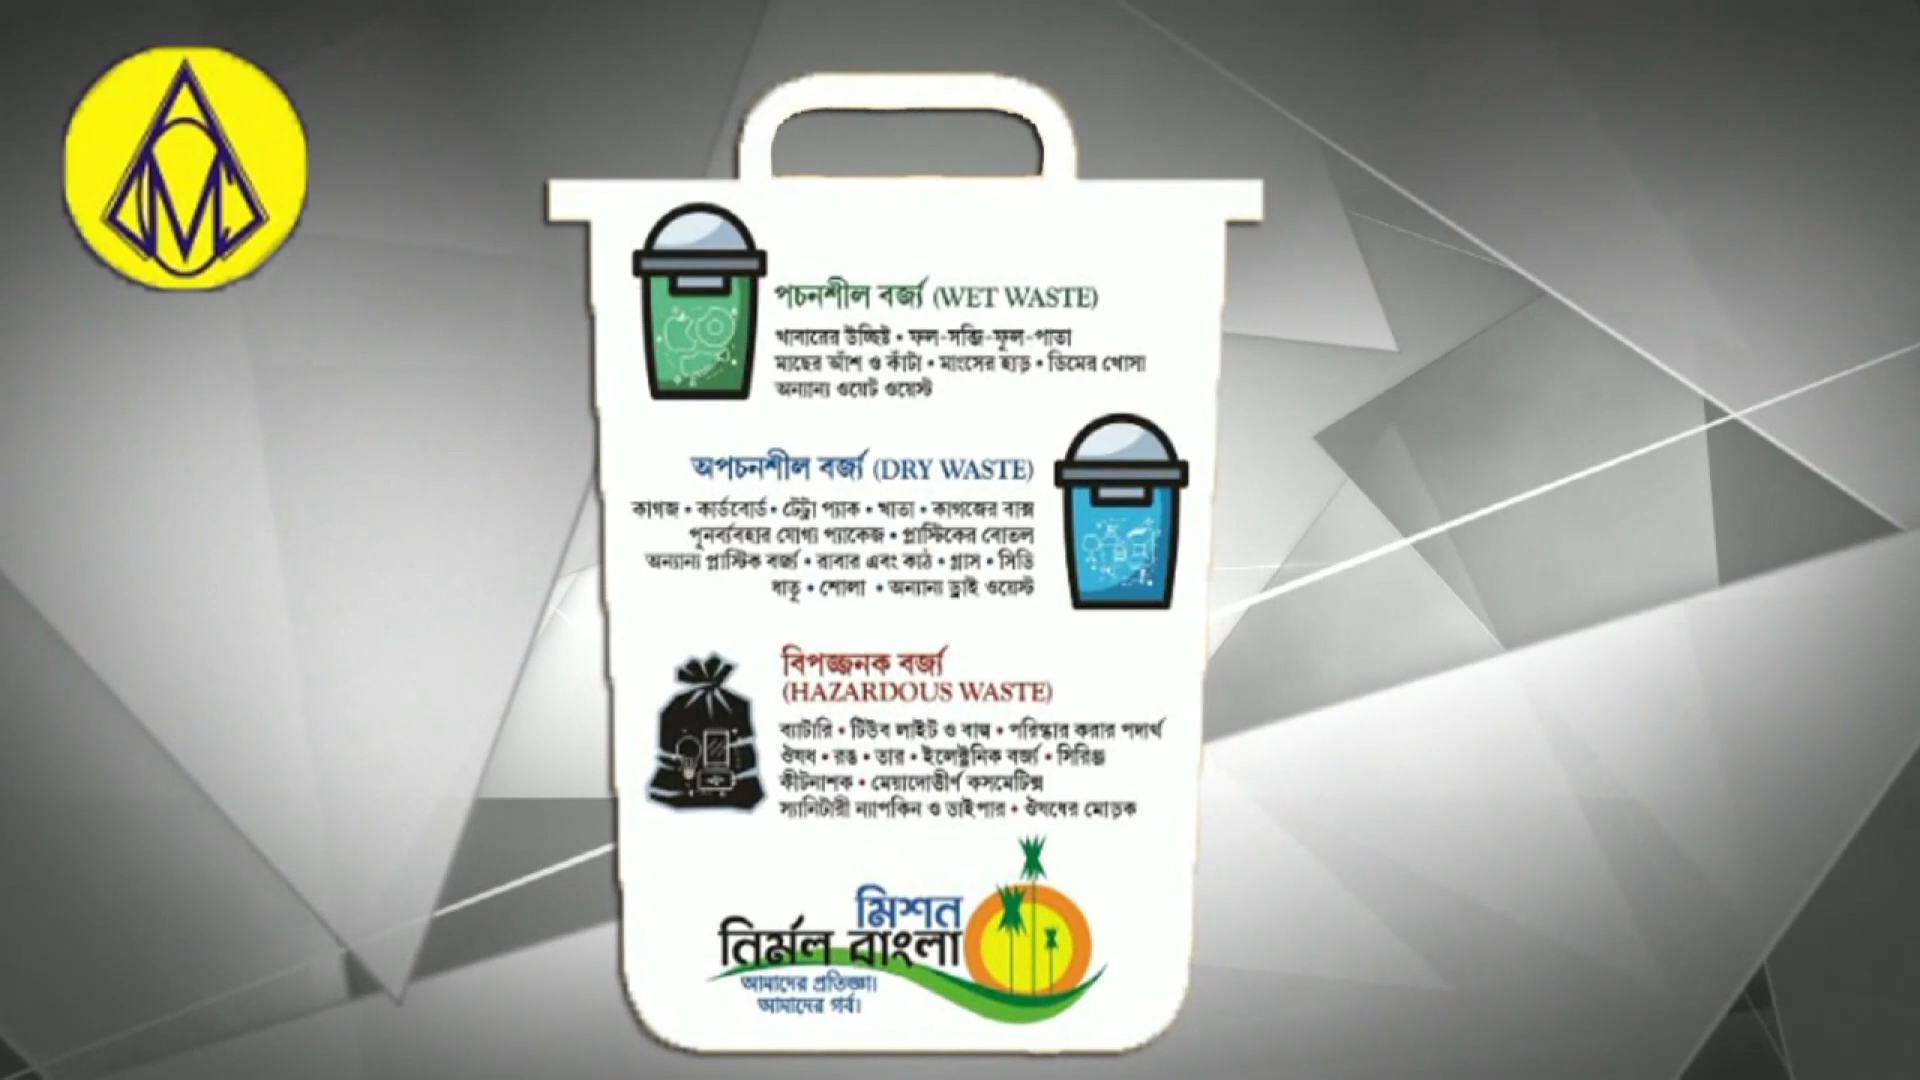 পচনশীল বর্জ্য (WET WASTE)
খাবারের উচ্ছিষ্ট • ফল-সব্জি-ফুল-পাতা
মাছের আঁশ ও কাঁটা • মাংসের হাড় • ডিমের খোসা
অন্যান্য ওয়েট ওয়েস্ট
অপচনশীল বর্জ্য (DRY WASTE)
কাগজ • কার্ডবোর্ড • টেট্রা প্যাক • খাতা • কাগজের বাক্স
পুনর্ব্যবহার যোগ্য প্যাকেজ • প্লাস্টিকের বোতল
অন্যান্য প্লাস্টিক বর্জ্য • রাবার এবং কাঠ • গ্লাস • সিডি
ধাতু • শোলা • অন্যান্য ড্রাই ওয়েস্ট
বিপজ্জনক বর্জ্য
(HAZARDOUS WASTE)
ব্যাটারি • টিউব লাইট ও বাল্ব • পরিস্কার করার পদার্থ
ঔষধ • রঙ • তার • ইলেক্ট্রনিক বর্জ্য • সিরিঞ্জ
কীটনাশক • মেয়াদোত্তীর্ণ কসমেটিক্স
স্যানিটারী ন্যাপকিন ও ডাইপার • ঔষধের মোড়ক
মিশন
নির্মল বাংলা
আমাদের প্রতিজ্ঞা।
আমাদের গর্ব।